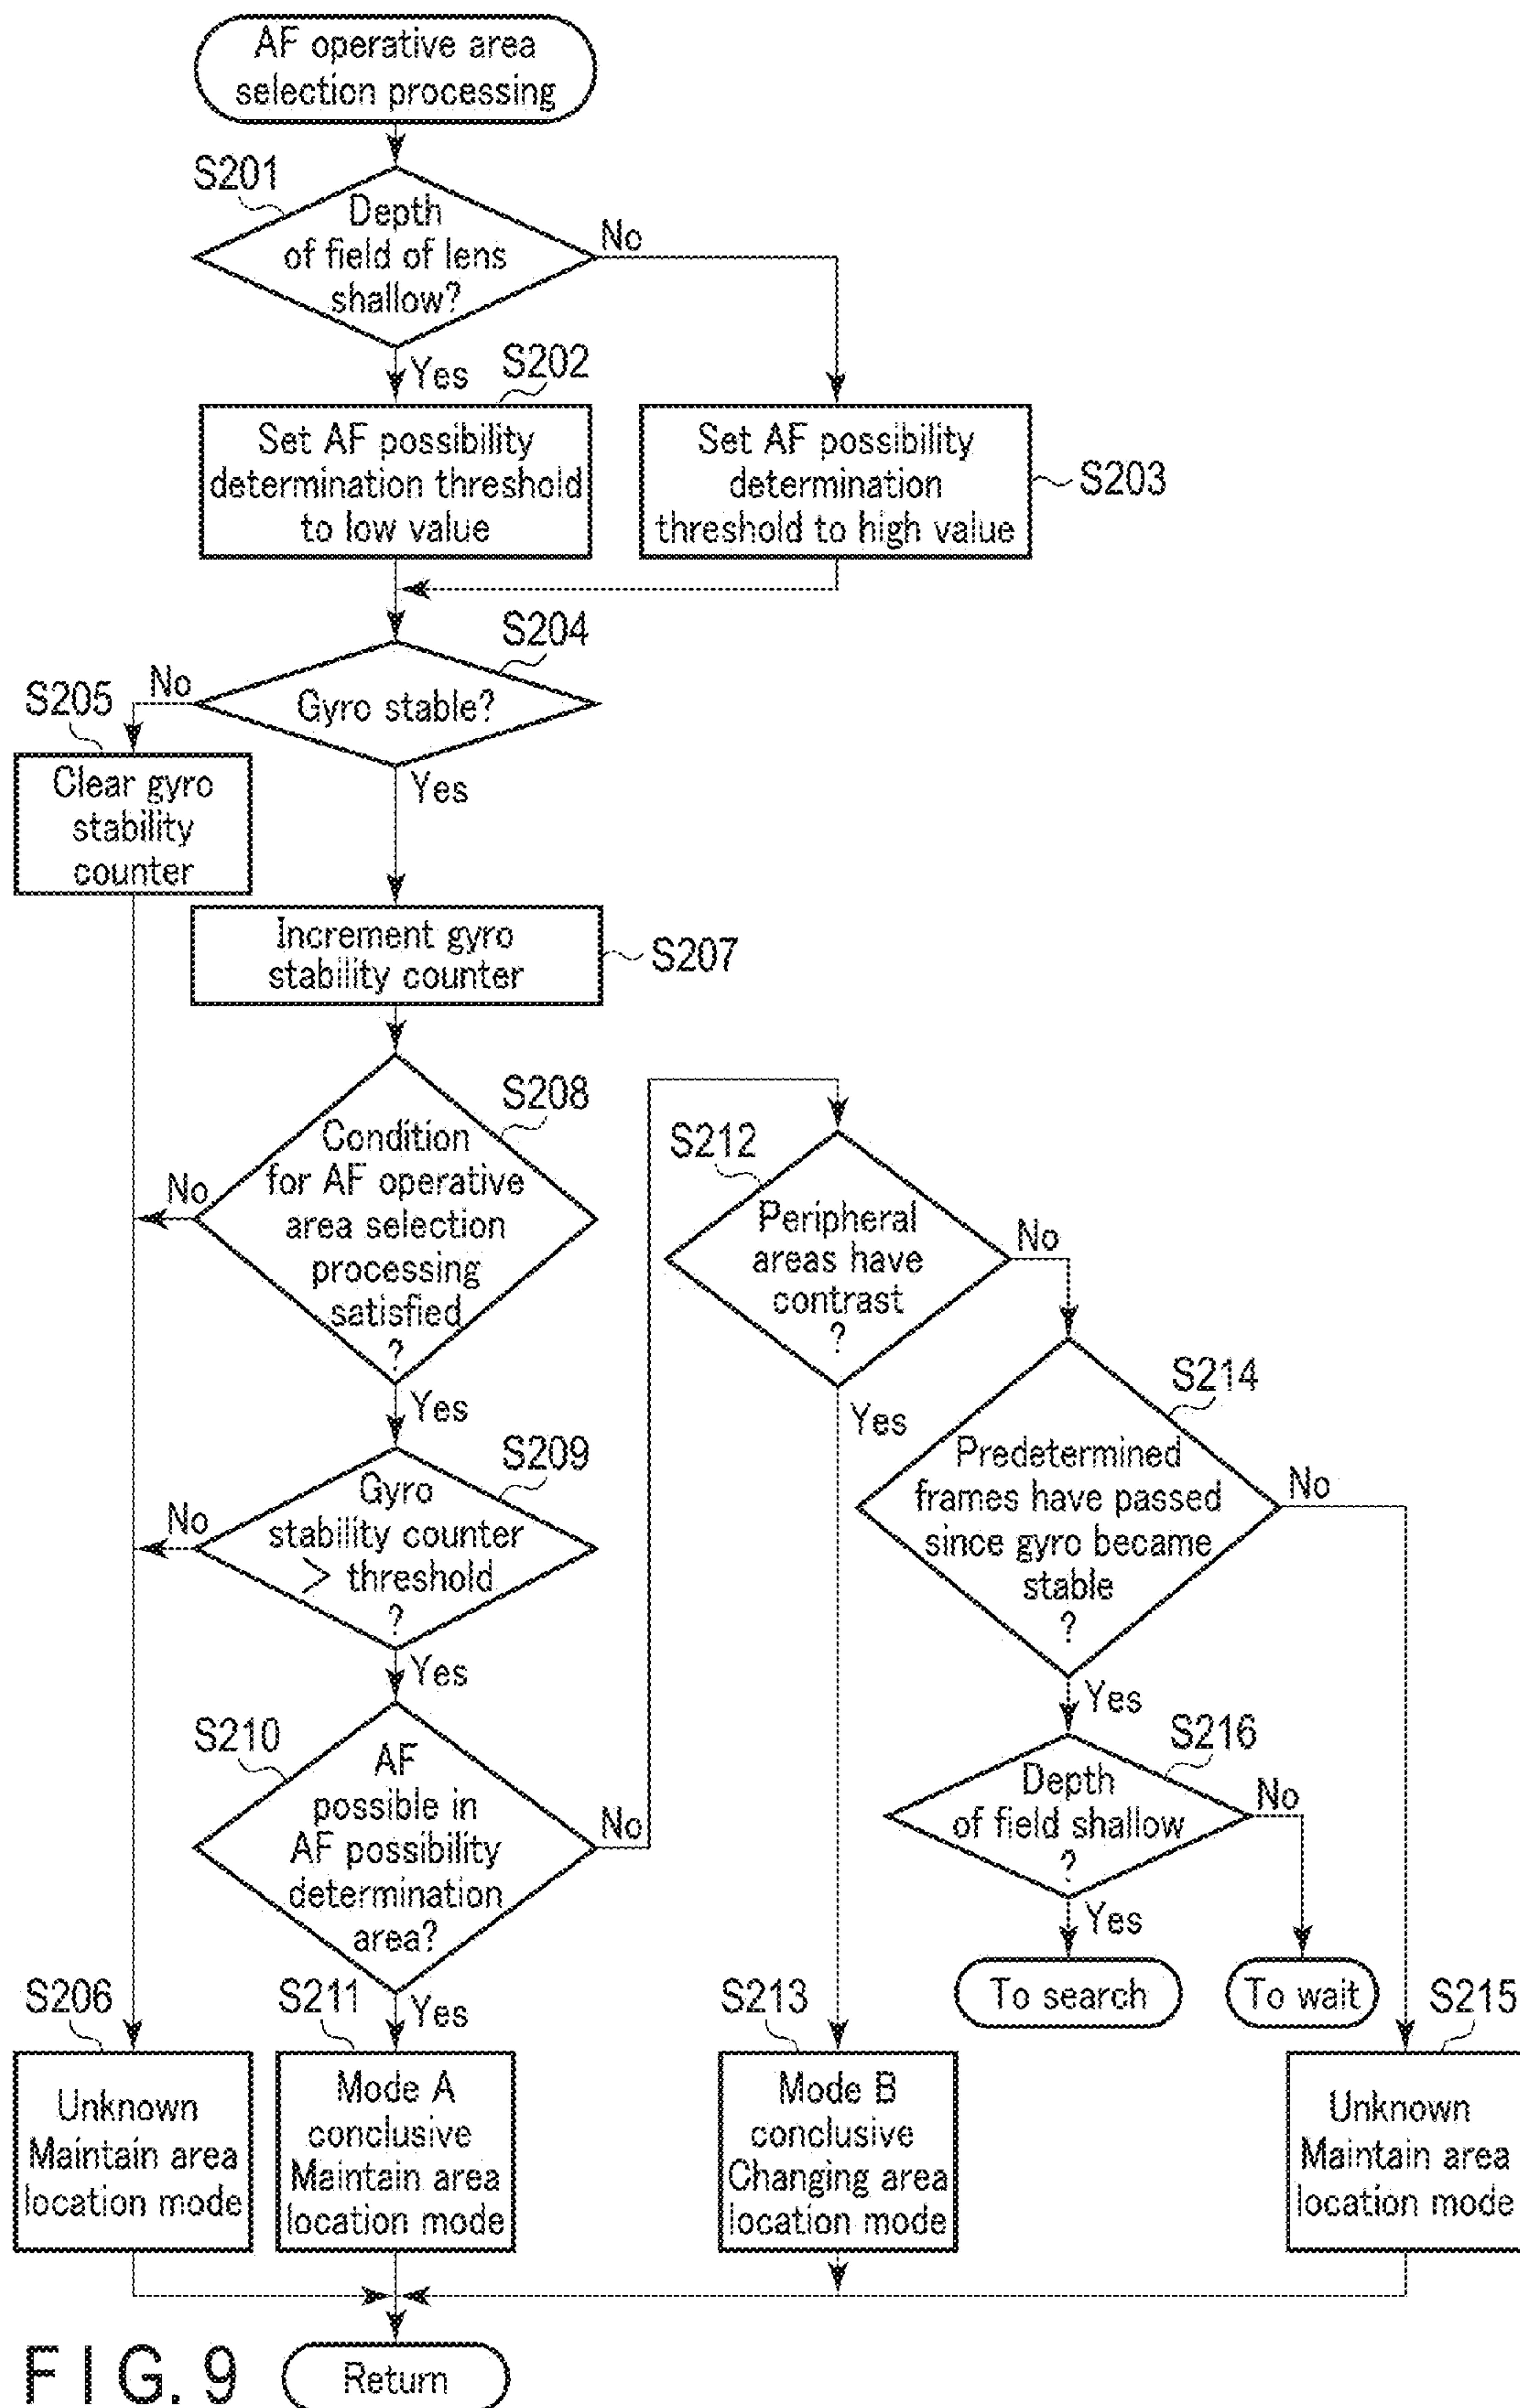 AF operative area
selection processing
S201
Depth
of field of lens
shallow?
No
Yes
S202
Set AF possibility
determination threshold
to low value
Set AF possibility
determination
threshold to high value
S203
S204
Gyro stable?
No
S205
Clear gyro
stability
counter
Yes
Increment gyro
stability counter
S207
S208
Condition
for AF operative
area selection
processing
satisfied
?
No
Yes
S209
Gyro
stability counter
> threshold
?
No
Yes
S210
AF
possible in
AF possibility
determination
area?
No
Yes
S212
Peripheral
areas have
contrast
?
No
Yes
S214
Predetermined
frames have passed
since gyro became
stable
?
No
Yes
S216
Depth
of field shallow
?
No
Yes
To search
To wait
S206
Unknown
Maintain area
location mode
S211
Mode A
conclusive
Maintain area
location mode
S213
Mode B
conclusive
Changing area
location mode
S215
Unknown
Maintain area
location mode
Return
FIG. 9